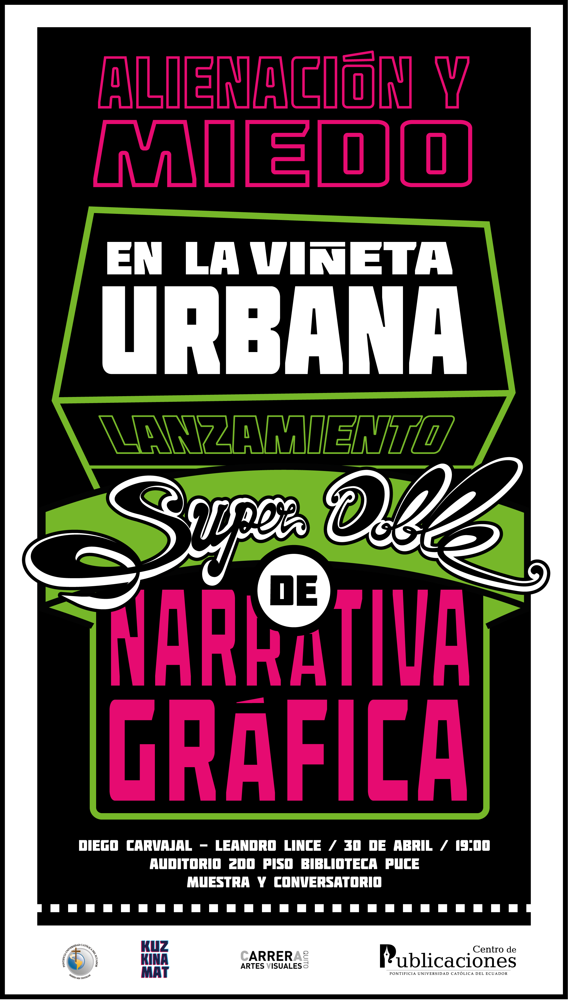 ALIENACIÓN Y
MIEDO
EN LA VIÑETA
URBANA
LANZAMIENTO
Super Doble
DE
NARRATIVA
GRÁFICA
DIEGO CARVAJAL - LEANDRO LINCE / 30 DE ABRIL / 19:00
AUDITORIO 2DO PISO BIBLIOTECA PUCE
MUESTRA Y CONVERSATORIO
PONTIFICIA UNIVERSIDAD CATÓLICA DEL ECUADOR
SERÉIS MIS TESTIGOS
KUZ
KINA
MAT
CARRERA
ARTES VISUALES
QUITO
Centro de
Publicaciones
PONTIFICIA UNIVERSIDAD CATÓLICA DEL ECUADOR